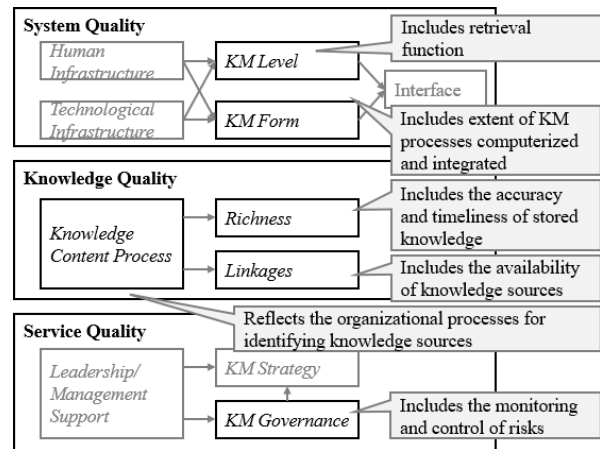 System Quality
Includes retrieval
function
Human
Infrastructure
KM Level
Interface
Technological
Infrastructure
KM Form
Includes extent of KM
processes computerized
and integrated
Knowledge Quality
Includes the accuracy
and timeliness of stored
knowledge
Richness
Knowledge
Content Process
Linkages
Includes the availability
of knowledge sources
Reflects the organizational processes for
identifying knowledge sources
Service Quality
Leadership/
Management
Support
KM Strategy
KM Governance
Includes the monitoring
and control of risks